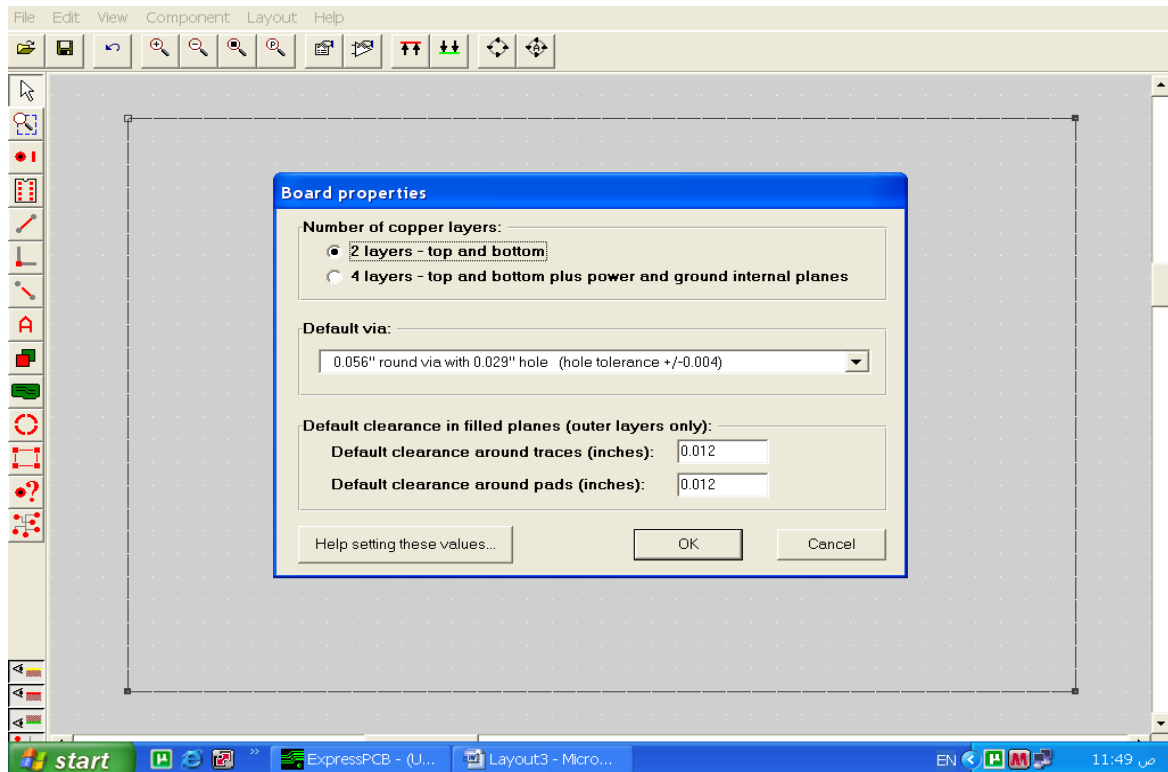 File Edit View Component Layout Help
Board properties
Number of copper layers:
2 layers - top and bottom
4 layers - top and bottom plus power and ground internal planes
Default via:
0.056" round via with 0.029" hole (hole tolerance +/-0.004)
Default clearance in filled planes (outer layers only):
Default clearance around traces (inches): 0.012
Default clearance around pads (inches): 0.012
Help setting these values... OK Cancel
start » ExpressPCB - (U... Layout3 - Micro... EN 11:49 ص